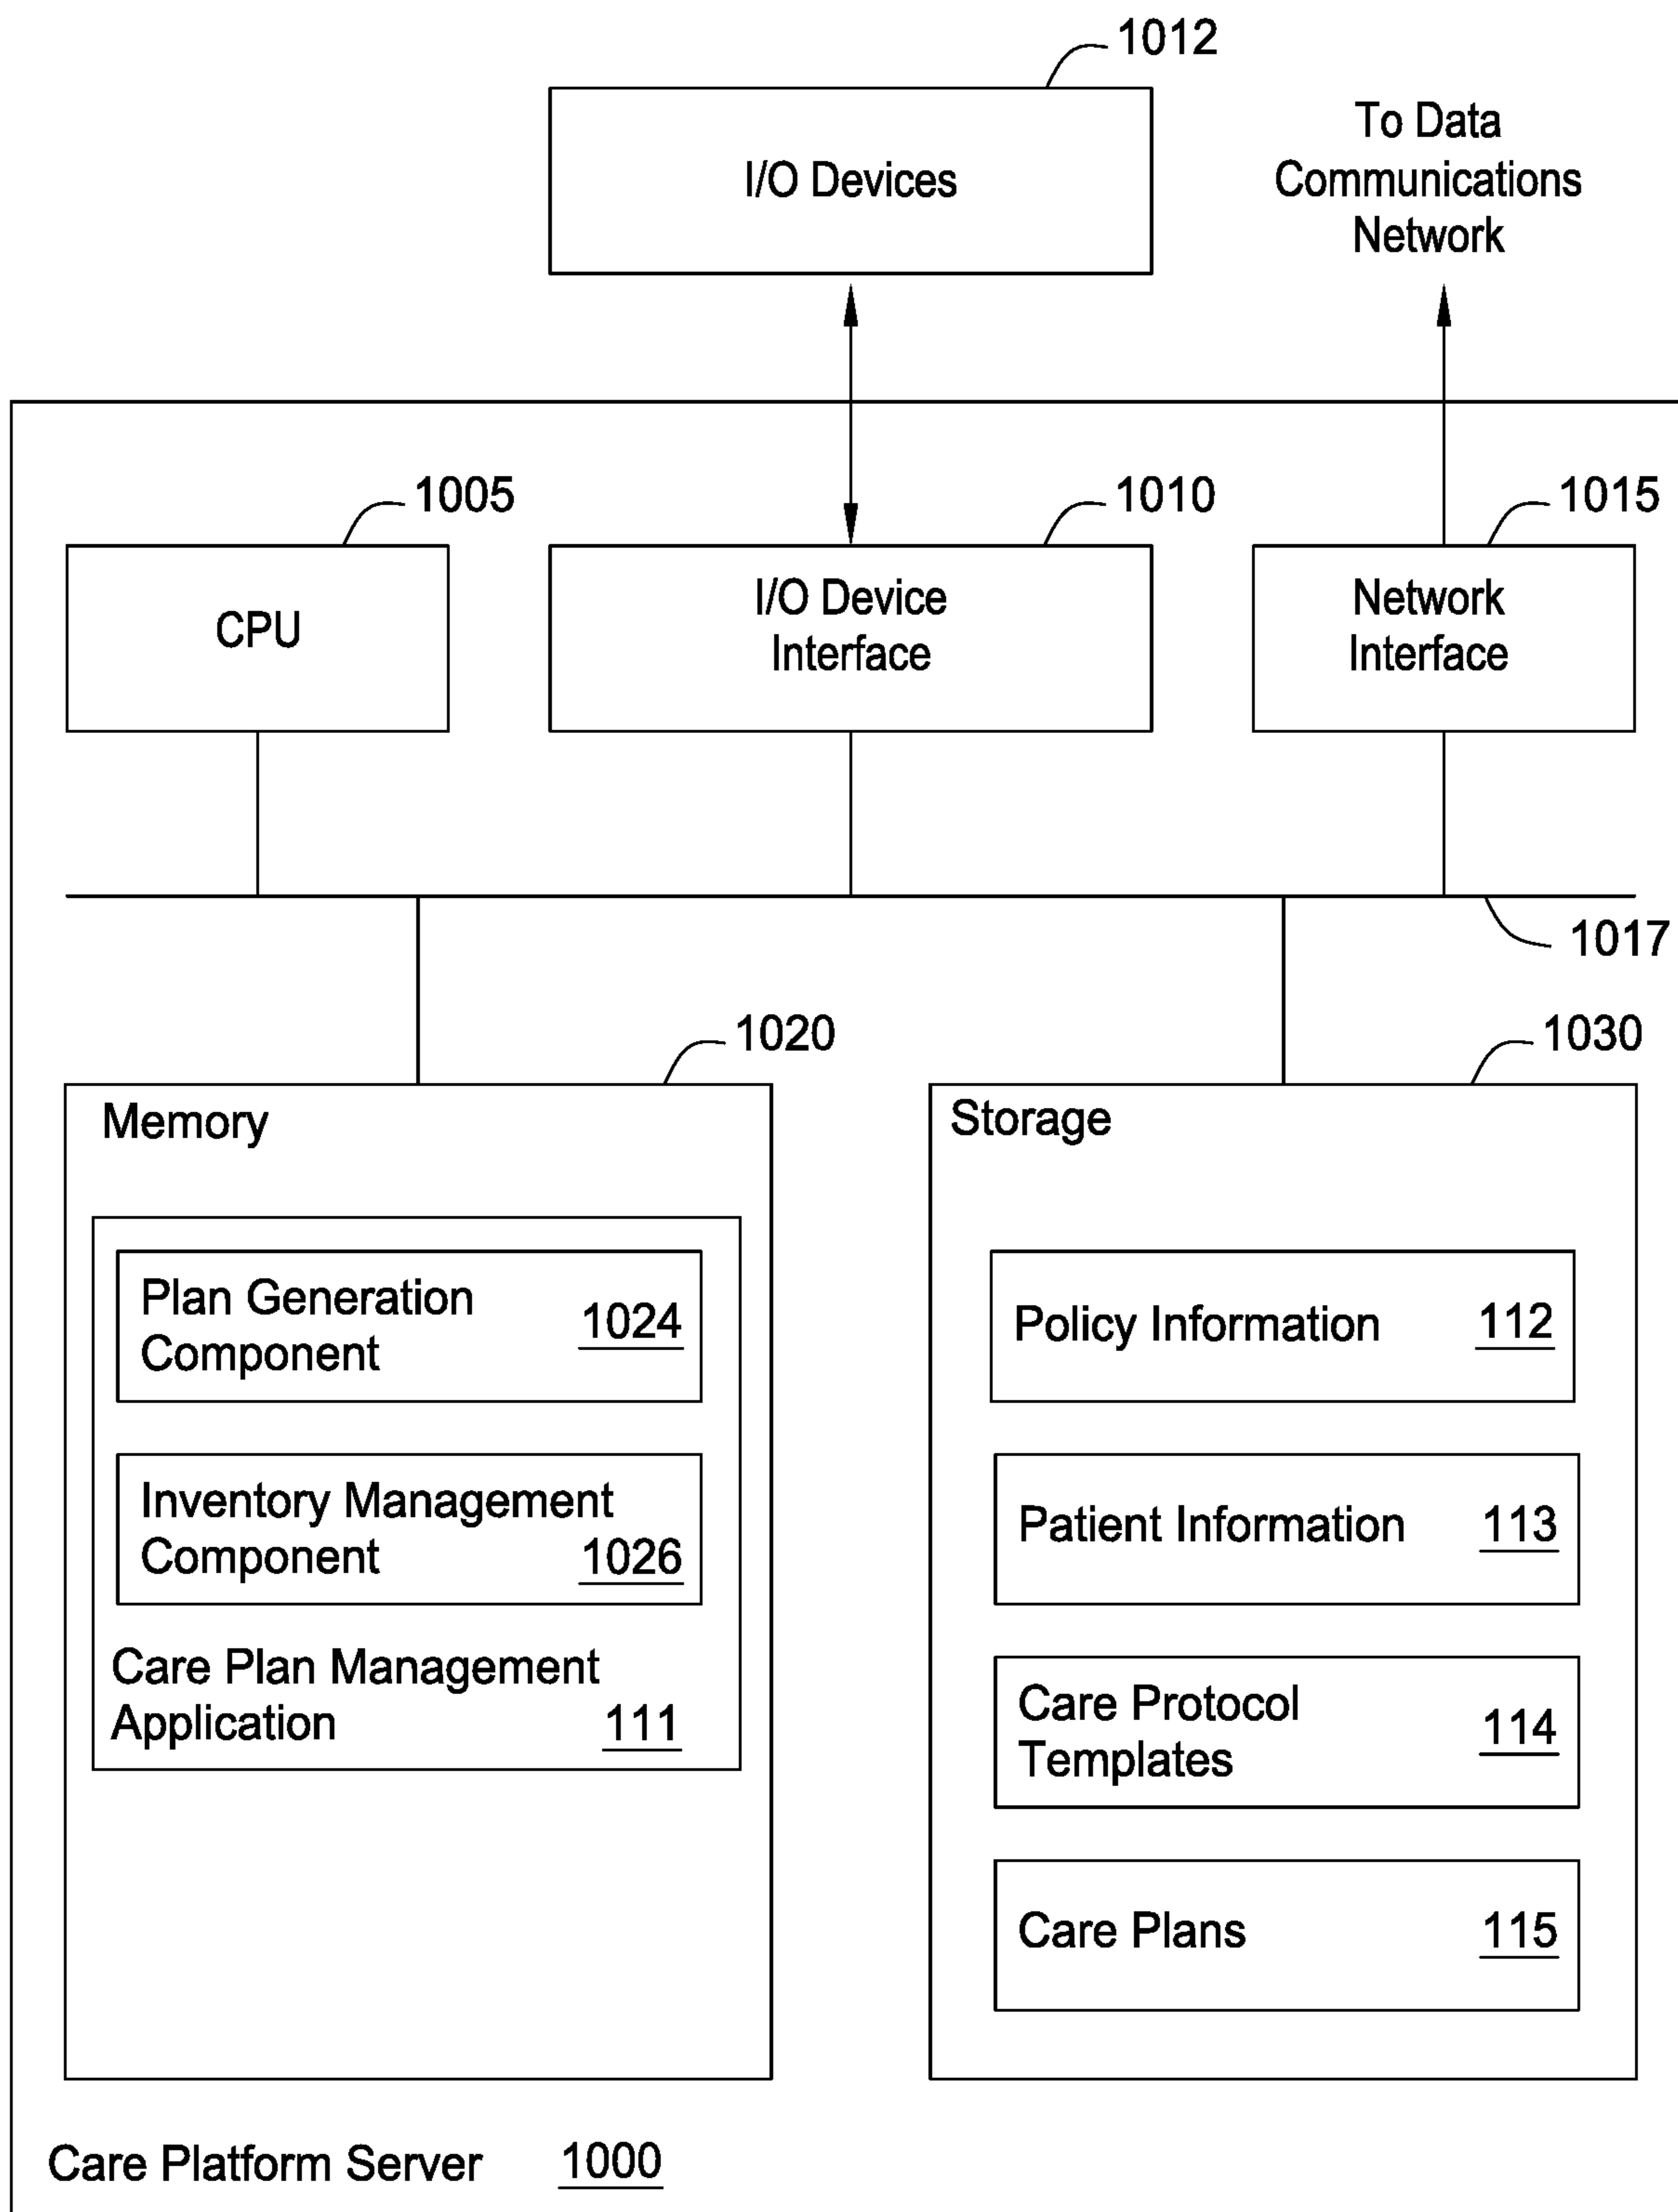 1012
I/O Devices
To Data
Communications
Network
1005
1010
1015
CPU
I/O Device
Interface
Network
Interface
1017
1020
1030
Memory
Plan Generation
Component
1024
Inventory Management
Component
1026
Care Plan Management
Application
111
Storage
Policy Information 112
Patient Information 113
Care Protocol
Templates
114
Care Plans 115
Care Platform Server 1000